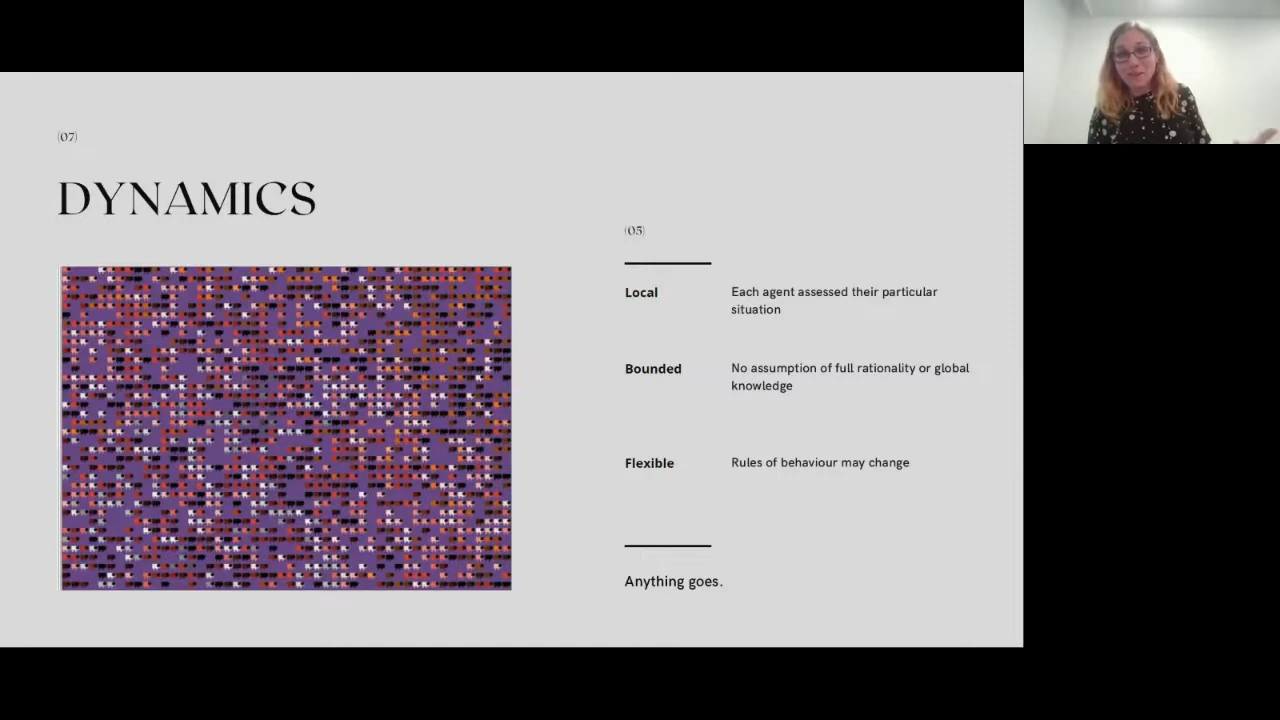 (07)
DYNAMICS
(05)
Local
Each agent assessed their particular
situation
Bounded
No assumption of full rationality or global
knowledge
Flexible
Rules of behaviour may change
Anything goes.